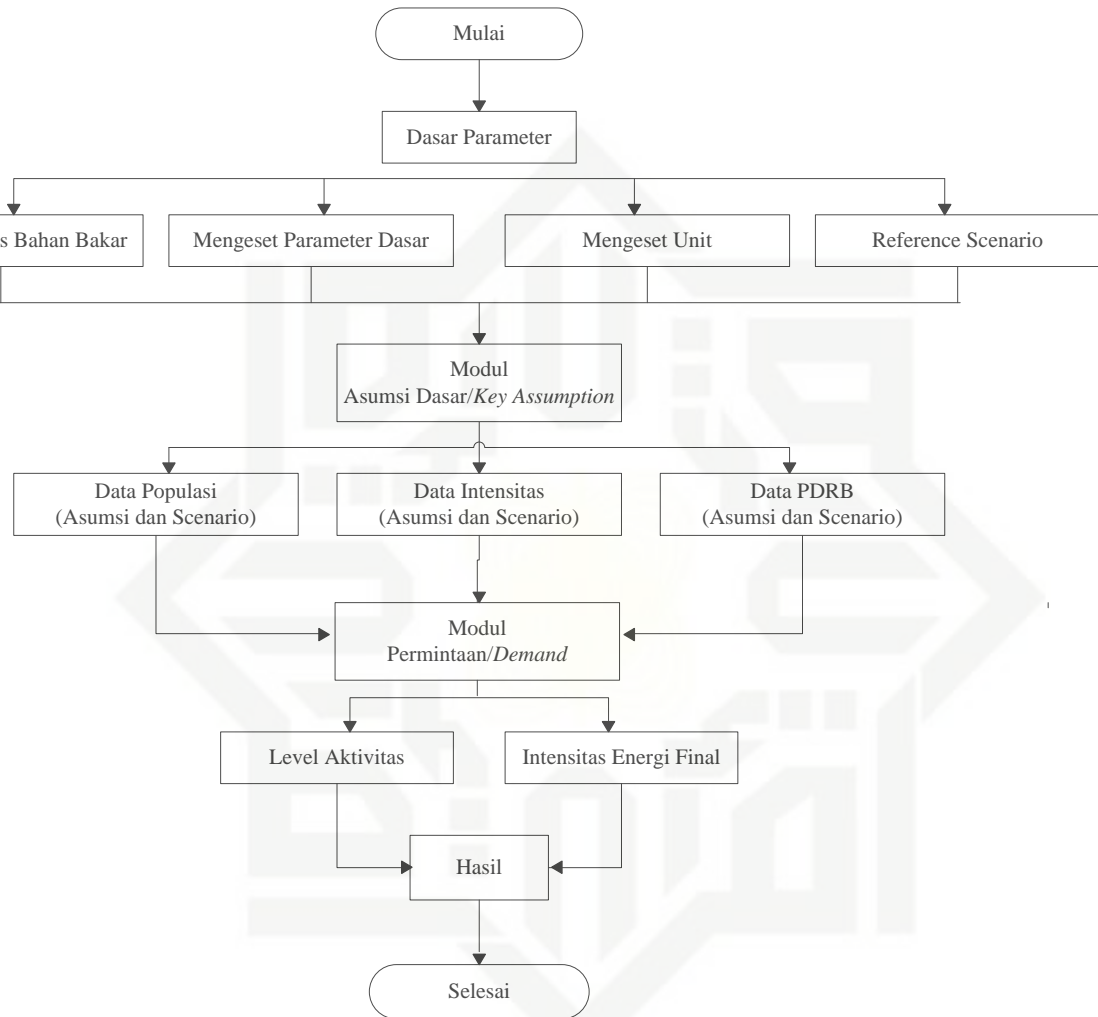 Mulai
Dasar Parameter
s Bahan Bakar
Mengeset Parameter Dasar
Mengeset Unit
Reference Scenario
Modul
Asumsi Dasar/Key Assumption
Data Populasi
(Asumsi dan Scenario)
Data Intensitas
(Asumsi dan Scenario)
Data PDRB
(Asumsi dan Scenario)
Modul
Permintaan/Demand
Level Aktivitas
Intensitas Energi Final
Hasil
Selesai